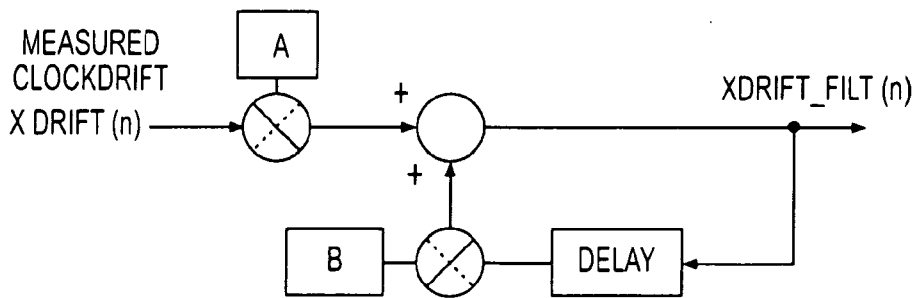 MEASURED
CLOCKDRIFT
X DRIFT (n)
A
+
+
XDRIFT_FILT (n)
B
DELAY